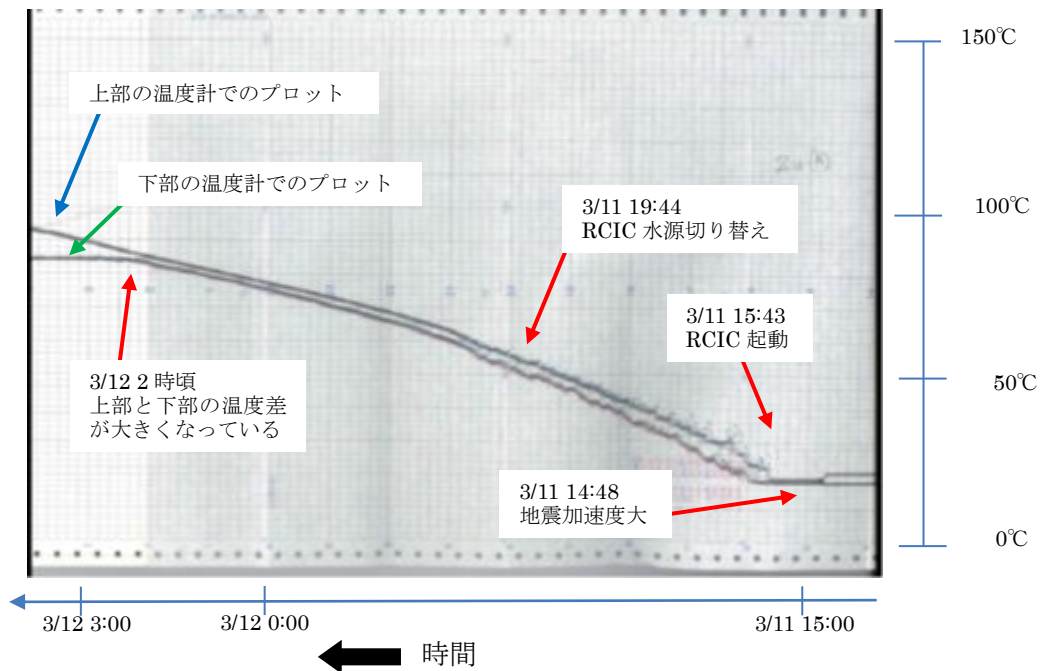 150℃
上部の温度計でのプロット
下部の温度計でのプロット
100℃
3/11 19:44
RCIC 水源切り替え
3/11 15:43
RCIC 起動
3/12 2 時頃
上部と下部の温度差
が大きくなっている
50℃
3/11 14:48
地震加速度大
0℃
3/12 3:00
3/12 0:00
3/11 15:00
時間